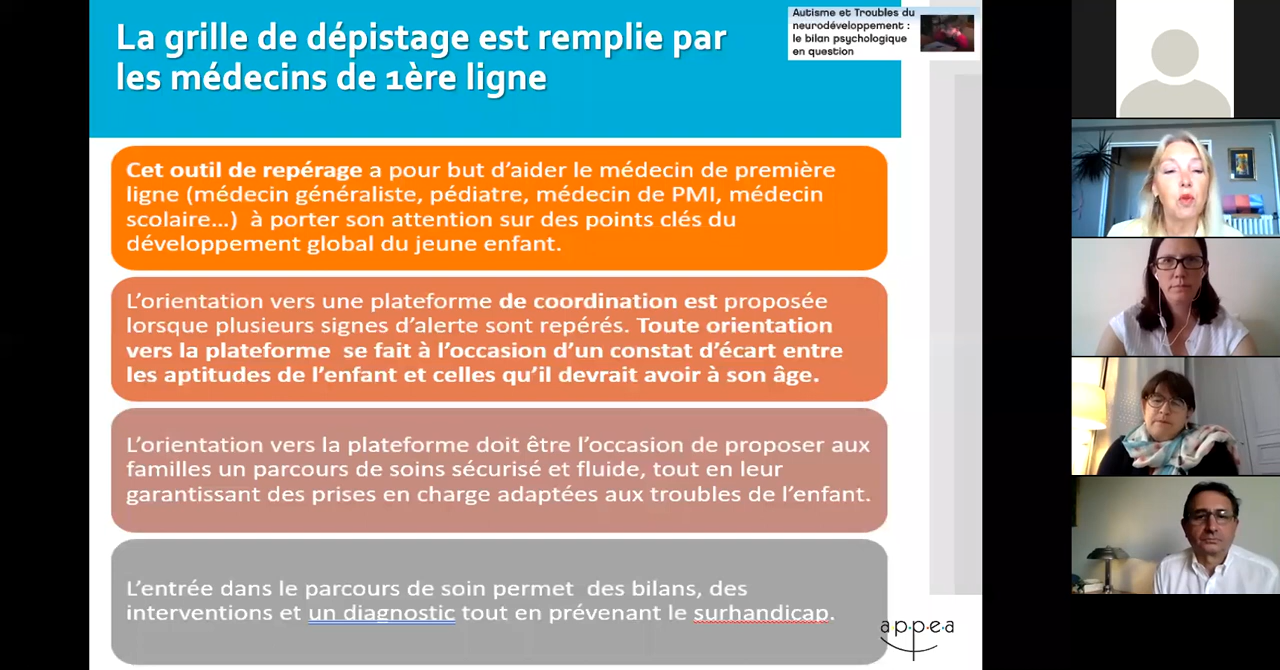 La grille de dépistage est remplie par
les médecins de 1ère ligne
Autisme et Troubles du
neurodéveloppement :
le bilan psychologique
en question
Cet outil de repérage a pour but d’aider le médecin de première
ligne (médecin généraliste, pédiatre, médecin de PMI, médecin
scolaire...) à porter son attention sur des points clés du
développement global du jeune enfant.
L’orientation vers une plateforme de coordination est proposée
lorsque plusieurs signes d’alerte sont repérés. Toute orientation
vers la plateforme se fait à l’occasion d’un constat d’écart entre
les aptitudes de l’enfant et celles qu’il devrait avoir à son âge.
L’orientation vers la plateforme doit être l’occasion de proposer aux
familles un parcours de soins sécurisé et fluide, tout en leur
garantissant des prises en charge adaptées aux troubles de l’enfant.
L’entrée dans le parcours de soin permet des bilans, des
interventions et un diagnostic tout en prévenant le surhandicap.
a·p·p·e·a